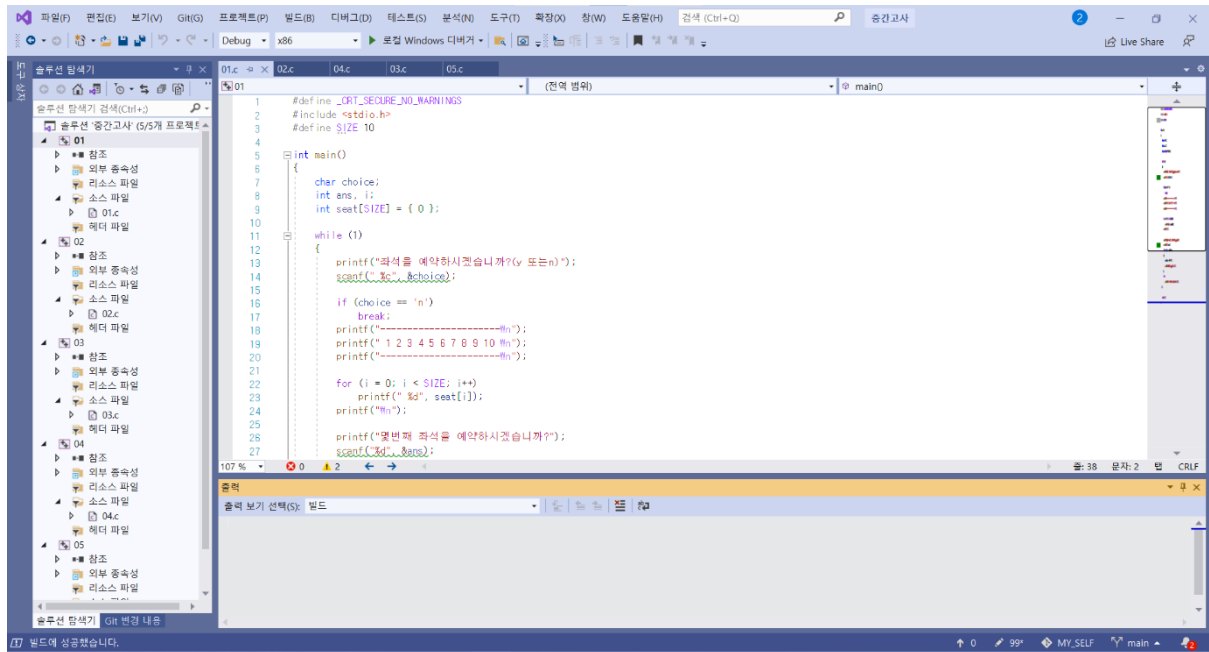 파일(F) 편집(E) 보기(V) Git(G) 프로젝트(P) 빌드(B) 디버그(D) 테스트(S) 분석(N) 도구(T) 확장(X) 창(W) 도움말(H) 검색 (Ctrl+Q) 중간고사 2
Debug x86 로컬 Windows 디버거 Live Share
도구 상자
솔루션 탐색기
솔루션 탐색기 검색(Ctrl+;)
솔루션 '중간고사' (5/5개 프로젝트
01
참조
외부 종속성
리소스 파일
소스 파일
01.c
헤더 파일
02
참조
외부 종속성
리소스 파일
소스 파일
02.c
헤더 파일
03
참조
외부 종속성
리소스 파일
소스 파일
03.c
헤더 파일
04
참조
외부 종속성
리소스 파일
소스 파일
04.c
헤더 파일
05
참조
외부 종속성
리소스 파일
솔루션 탐색기 Git 변경 내용
01.c 02.c 04.c 03.c 05.c
01 (전역 범위) main()
1 #define _CRT_SECURE_NO_WARNINGS
2 #include <stdio.h>
3 #define SIZE 10
4
5 int main()
6 {
7 char choice;
8 int ans, i;
9 int seat[SIZE] = { 0 };
10
11 while (1)
12 {
13 printf("좌석을 예약하시겠습니까?(y 또는n)");
14 scanf(" %c", &choice);
15
16 if (choice == 'n')
17 break;
18 printf("----------------------₩n");
19 printf(" 1 2 3 4 5 6 7 8 9 10 ₩n");
20 printf("----------------------₩n");
21
22 for (i = 0; i < SIZE; i++)
23 printf(" %d", seat[i]);
24 printf("₩n");
25
26 printf("몇번째 좌석을 예약하시겠습니까?");
27 scanf("%d", &ans);
107 % 0 2 줄: 38 문자: 2 탭 CRLF
출력
출력 보기 선택(S): 빌드
빌드에 성공했습니다. 0 99+ MY_SELF main 2